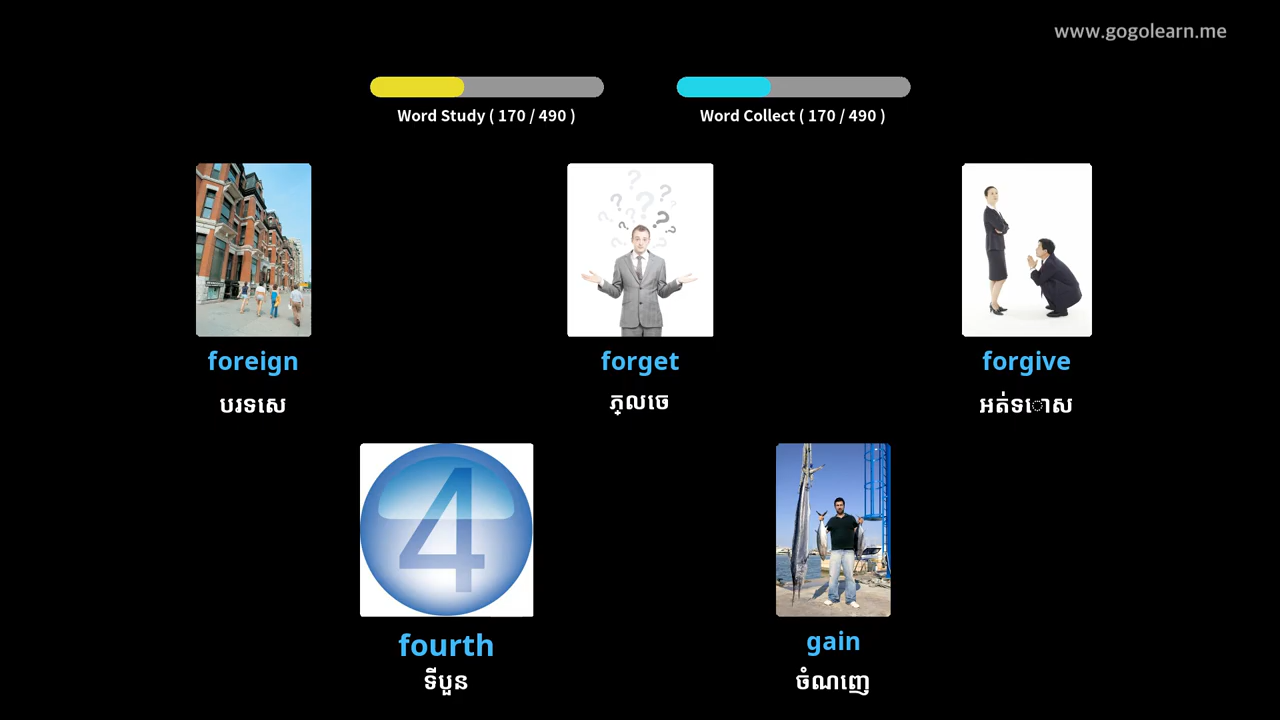 www.gogolearn.me
Word Study ( 170 / 490 )
Word Collect ( 170 / 490 )
foreign
forget
forgive
បរទសេ
ភ្លចេ
អត់ទោស
4
fourth
gain
ទីបួន
ចំណញេ